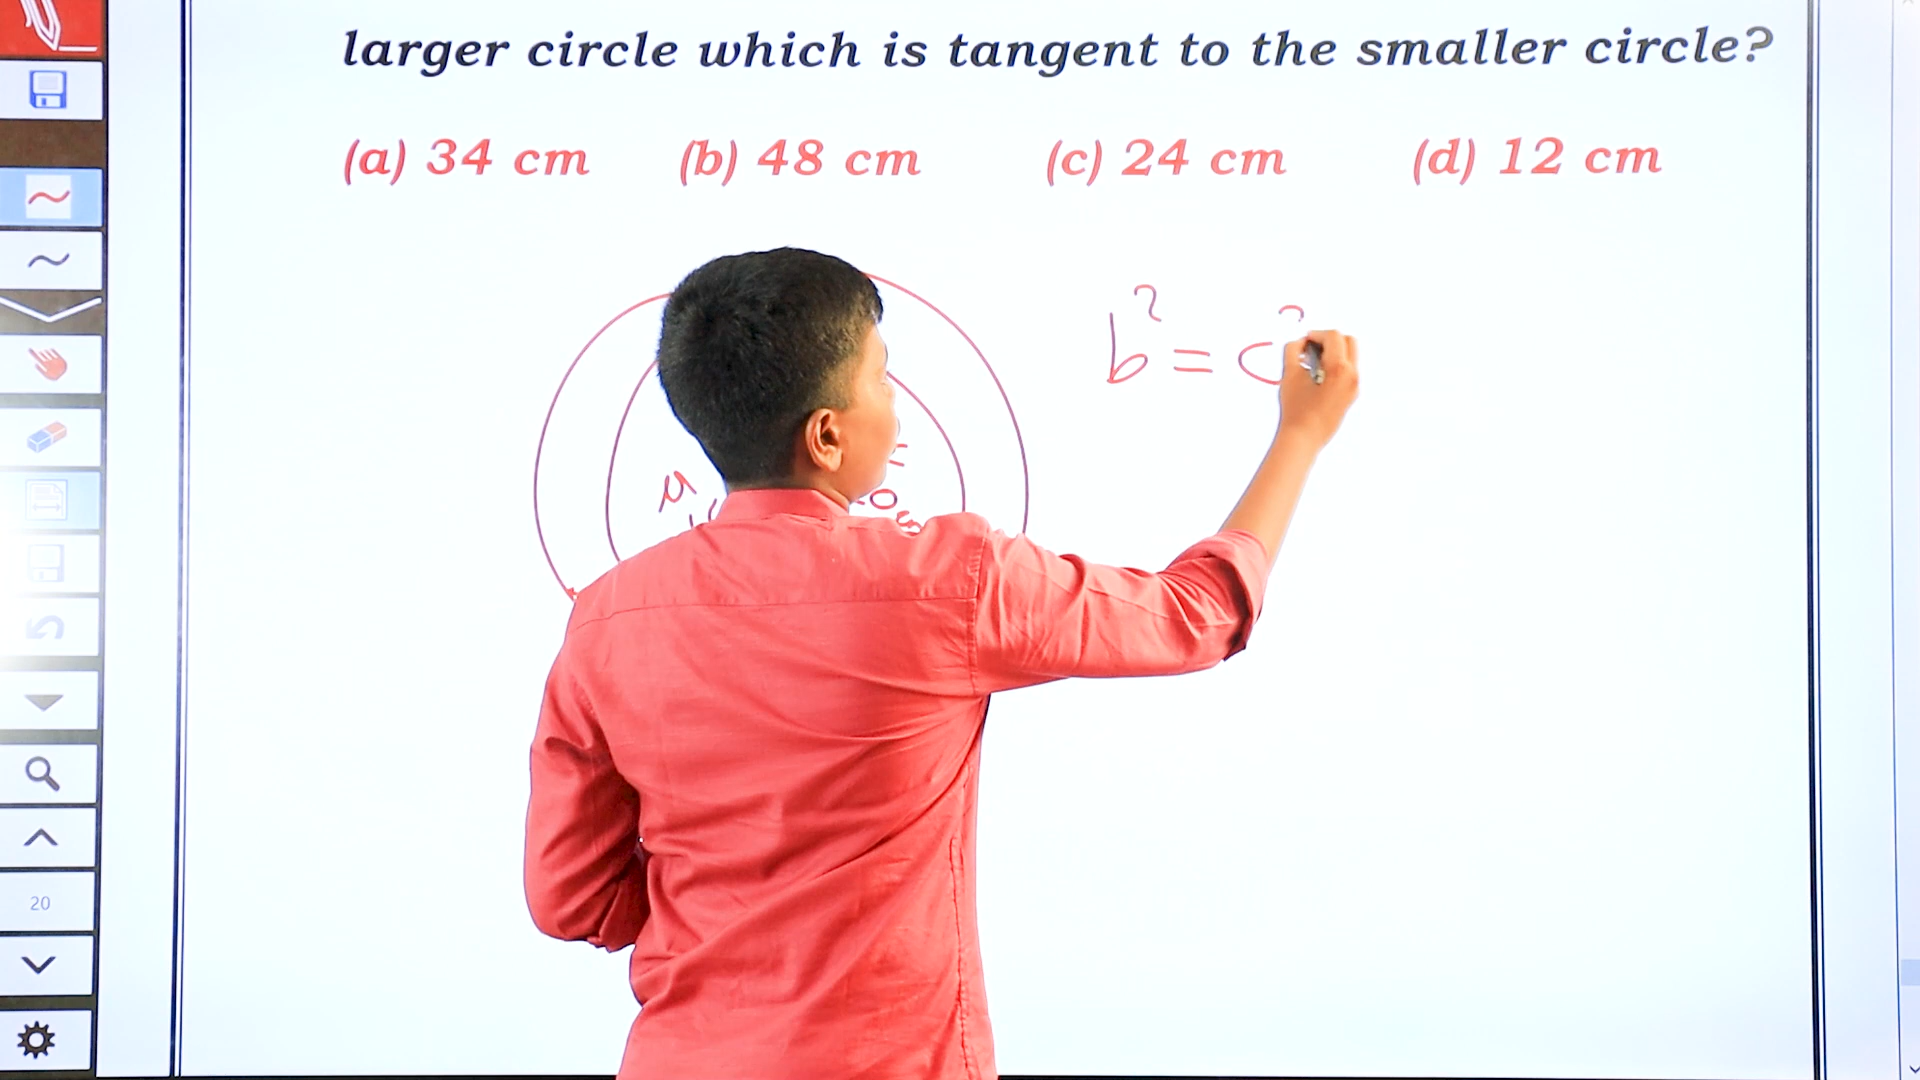 larger circle which is tangent to the smaller circle?
(a) 34 cm (b) 48 cm (c) 24 cm (d) 12 cm
b² = c²
20